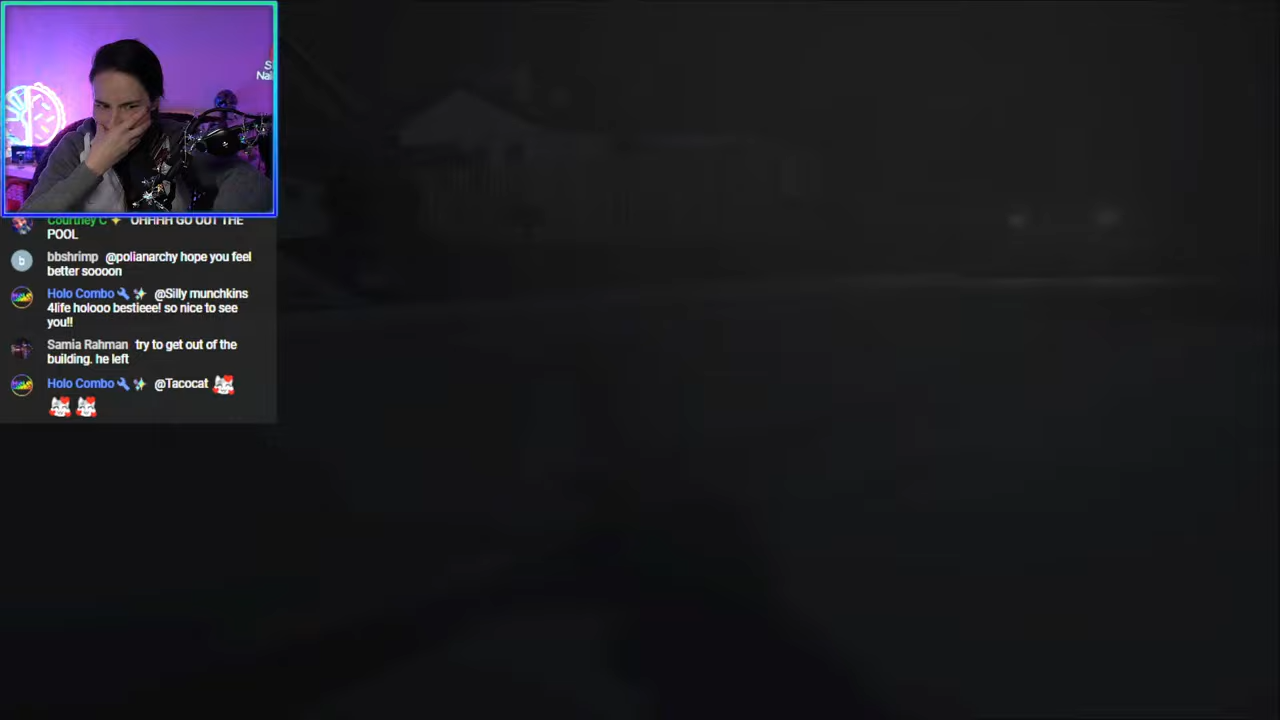 Courtney C OHHHH GO OUT THE
POOL
bbshrimp @polianarchy hope you feel
better sooooon
Holo Combo @Silly munchkins
4life holooo bestieee! so nice to see
you!!
Samia Rahman try to get out of the
building. he left
Holo Combo @Tacocat